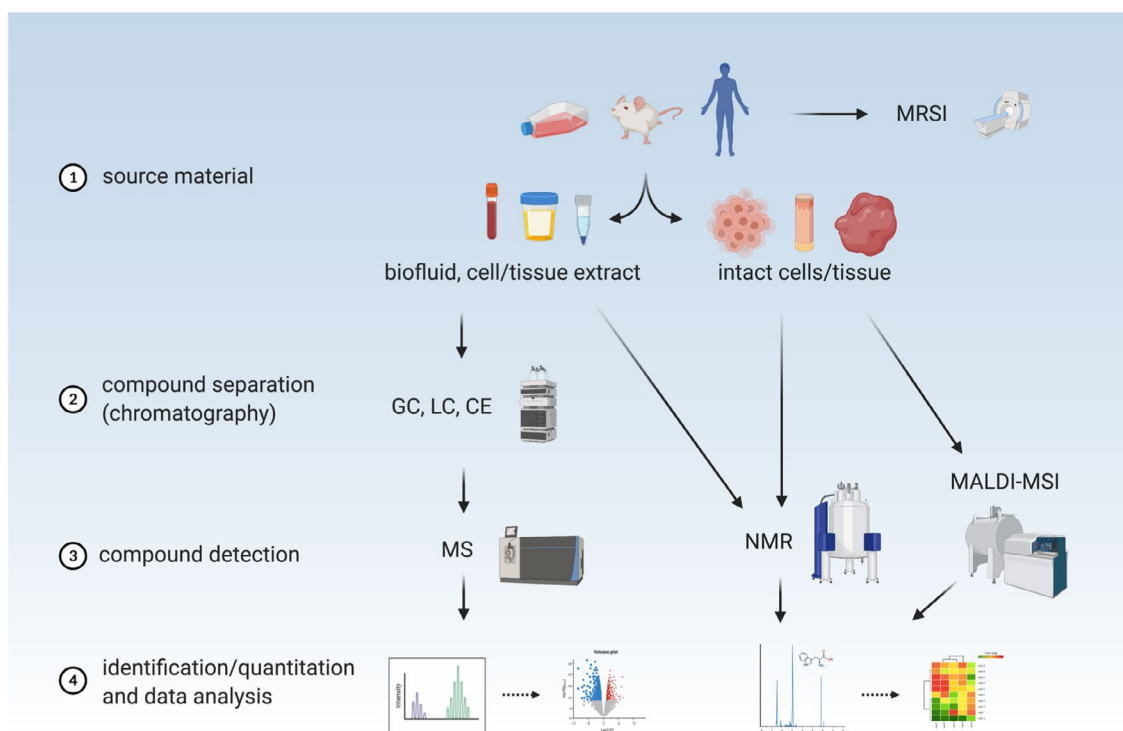 MRSI
1 source material
biofluid, cell/tissue extract
intact cells/tissue
2 compound separation
(chromatography)
GC, LC, CE
MALDI-MSI
3 compound detection
MS
NMR
4 identification/quantitation
and data analysis
Intensity
Volcano plot